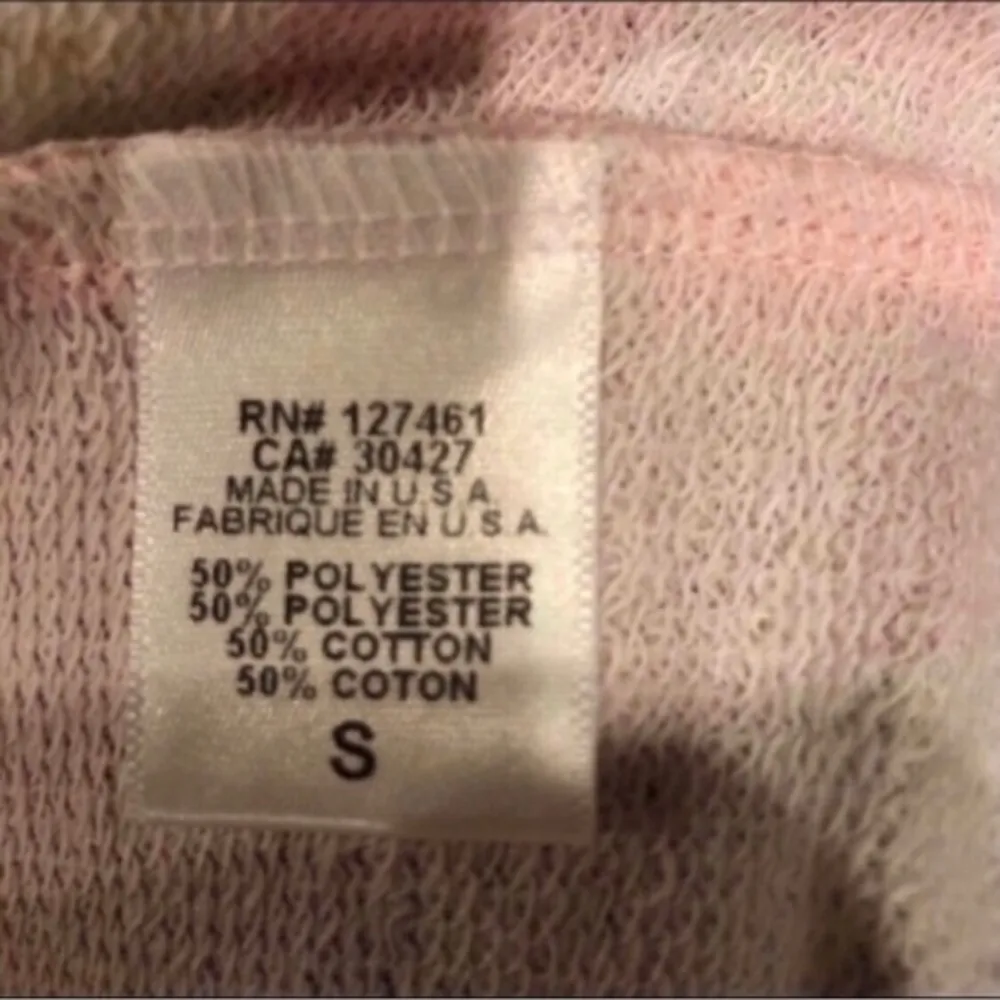 RN# 127461
CA# 30427
MADE IN U.S.A.
FABRIQUE EN U.S.A.
50% POLYESTER
50% POLYESTER
50% COTTON
50% COTON
S